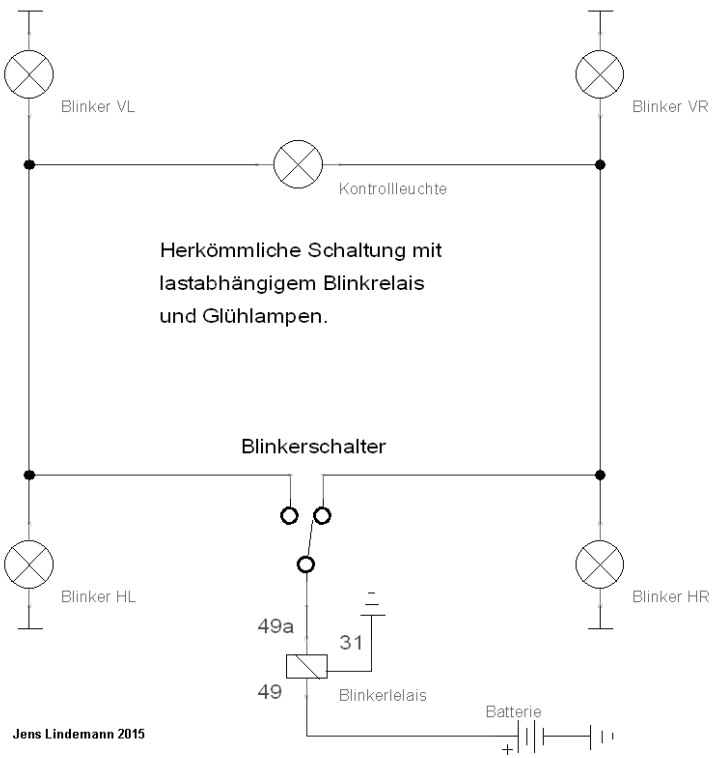 Blinker VL
Blinker VR
Kontrollleuchte
Herkömmliche Schaltung mit
lastabhängigem Blinkrelais
und Glühlampen.
Blinkerschalter
Blinker HL
Blinker HR
49a
31
49
Blinkerlelais
Batterie
+
Jens Lindemann 2015